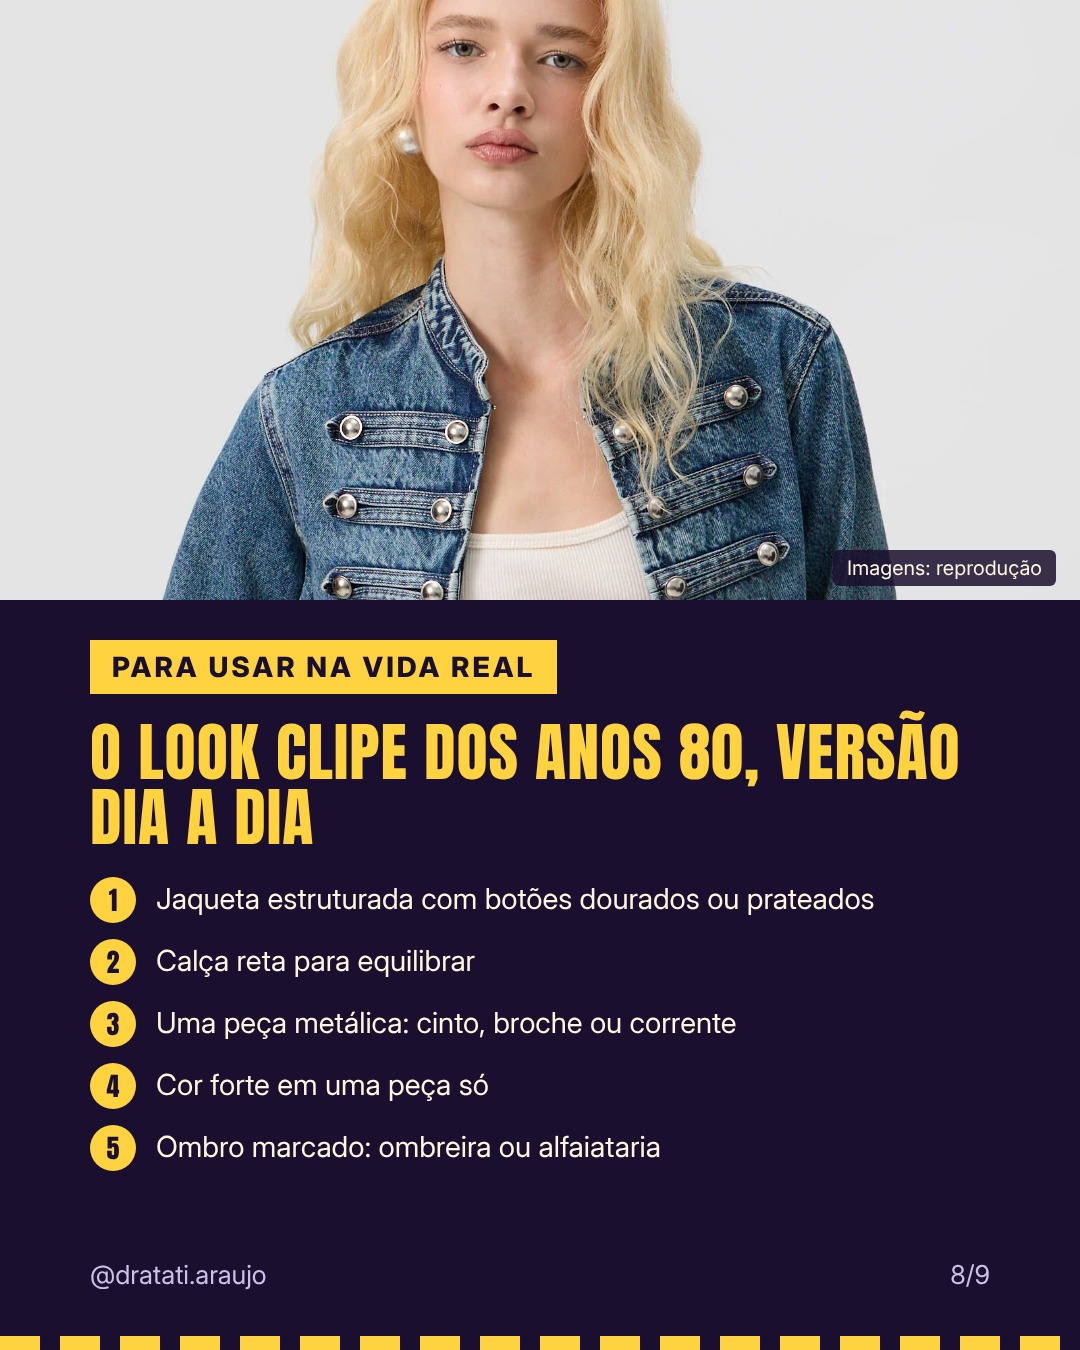 Imagens: reprodução
PARA USAR NA VIDA REAL
O LOOK CLIPE DOS ANOS 80, VERSÃO
DIA A DIA
1 Jaqueta estruturada com botões dourados ou prateados
2 Calça reta para equilibrar
3 Uma peça metálica: cinto, broche ou corrente
4 Cor forte em uma peça só
5 Ombro marcado: ombreira ou alfaiataria
@dratati.araujo 8/9